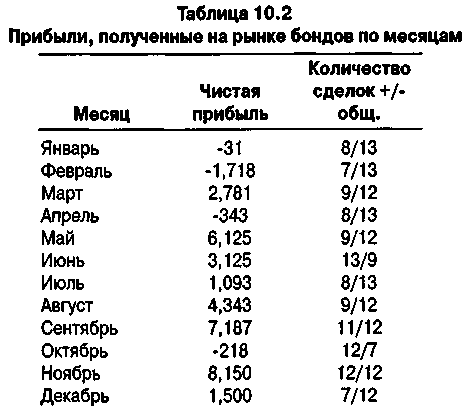 Таблица 10.2
Прибыли, полученные на рынке бондов по месяцам
Количество
Чистая сделок +/-
Месяц прибыль общ.
Январь -31 8/13
Февраль -1,718 7/13
Март 2,781 9/12
Апрель -343 8/13
Май 6,125 9/12
Июнь 3,125 13/9
Июль 1,093 8/13
Август 4,343 9/12
Сентябрь 7,187 11/12
Октябрь -218 12/7
Ноябрь 8,150 12/12
Декабрь 1,500 7/12